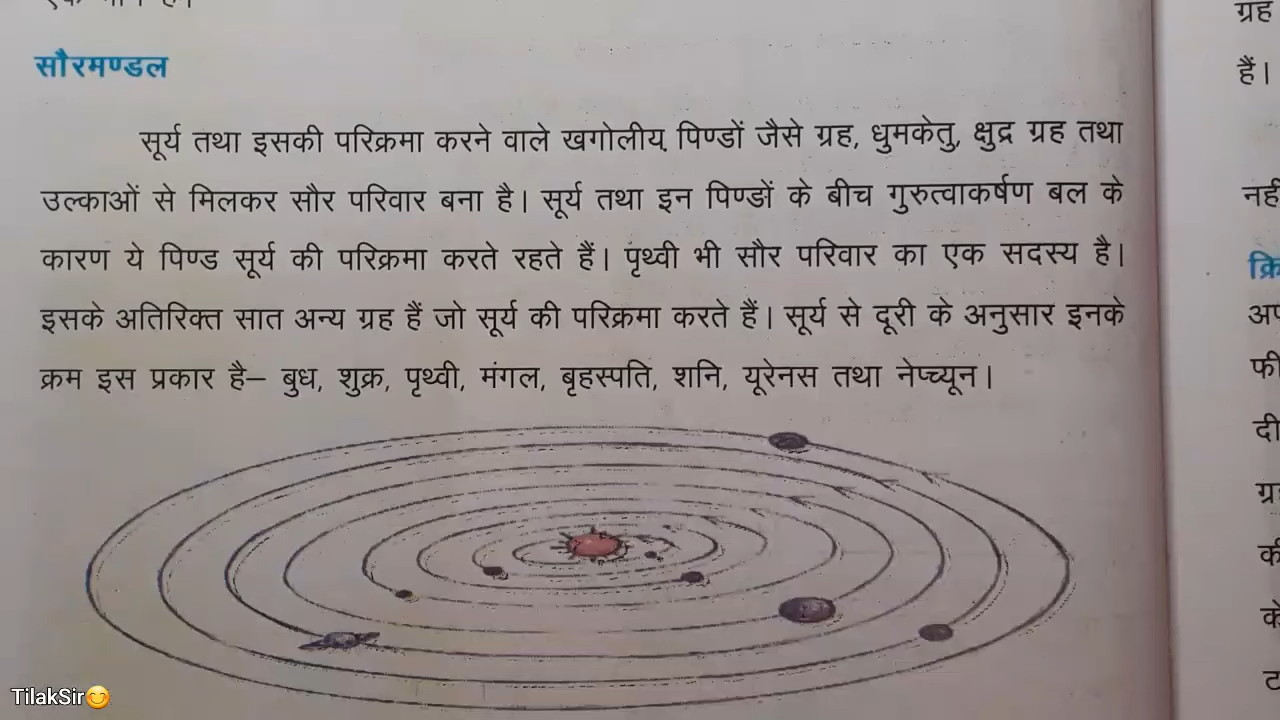 सौरमण्डल
सूर्य तथा इसकी परिक्रमा करने वाले खगोलीय पिण्डों जैसे ग्रह, धुमकेतु, क्षुद्र ग्रह तथा
उल्काओं से मिलकर सौर परिवार बना है। सूर्य तथा इन पिण्डों के बीच गुरुत्वाकर्षण बल के
कारण ये पिण्ड सूर्य की परिक्रमा करते रहते हैं। पृथ्वी भी सौर परिवार का एक सदस्य है।
इसके अतिरिक्त सात अन्य ग्रह हैं जो सूर्य की परिक्रमा करते हैं। सूर्य से दूरी के अनुसार इनके
क्रम इस प्रकार है– बुध, शुक्र, पृथ्वी, मंगल, बृहस्पति, शनि, यूरेनस तथा नेप्च्यून।
TilakSir😊
ग्रह
हैं।